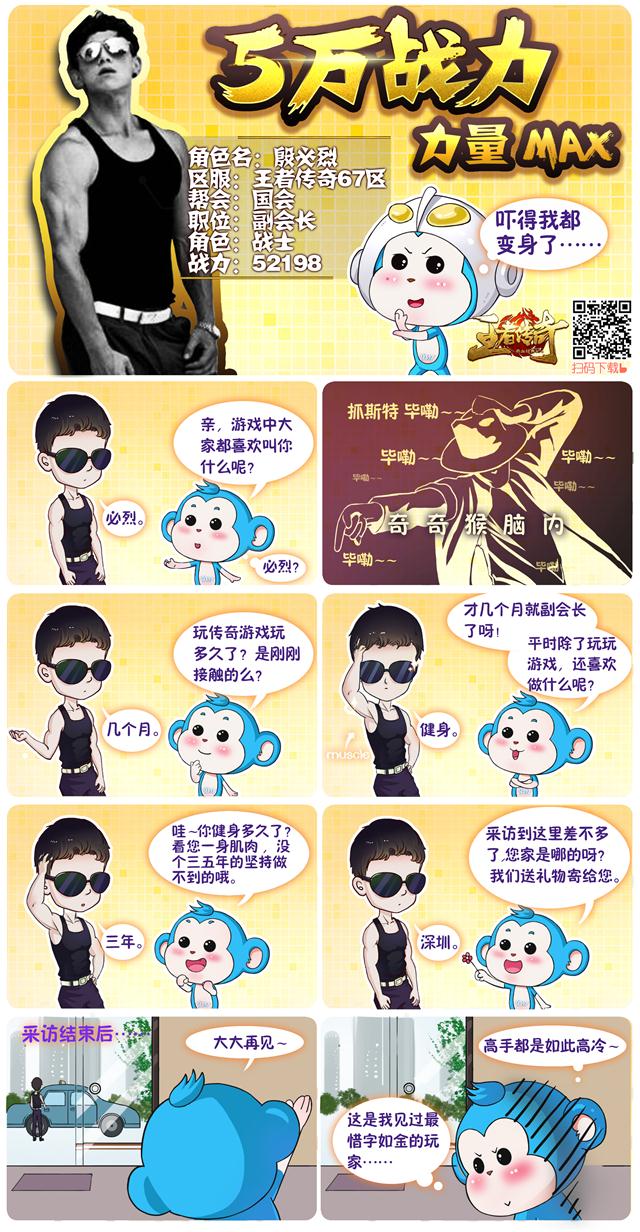 5万战力
力量 MAX
角色名：殷必烈
区服：王者传奇67区
帮会：国会
职位：副会长
角色：战士
战力：52198
吓得我都
变身了……
王者传奇
扫码下载
亲，游戏中大
家都喜欢叫你
什么呢？
必烈。
必烈？
抓斯特 毕嘞~~
毕嘞~~
毕嘞~~
毕嘞~~
毕嘞~~
奇奇猴脑内
毕嘞~~
毕嘞~~
玩传奇游戏玩
多久了？是刚刚
接触的么？
几个月。
才几个月就副会长
了呀！
平时除了玩玩
游戏，还喜欢
做什么呢？
健身。
muscle
哇~你健身多久了？
看您一身肌肉，没
个三五年的坚持做
不到的哦。
三年。
采访到这里差不多
了，您家是哪的呀？
我们送礼物寄给您。
深圳。
采访结束后……
大大再见~
高手都是如此高冷~
这是我见过最
惜字如金的玩
家……